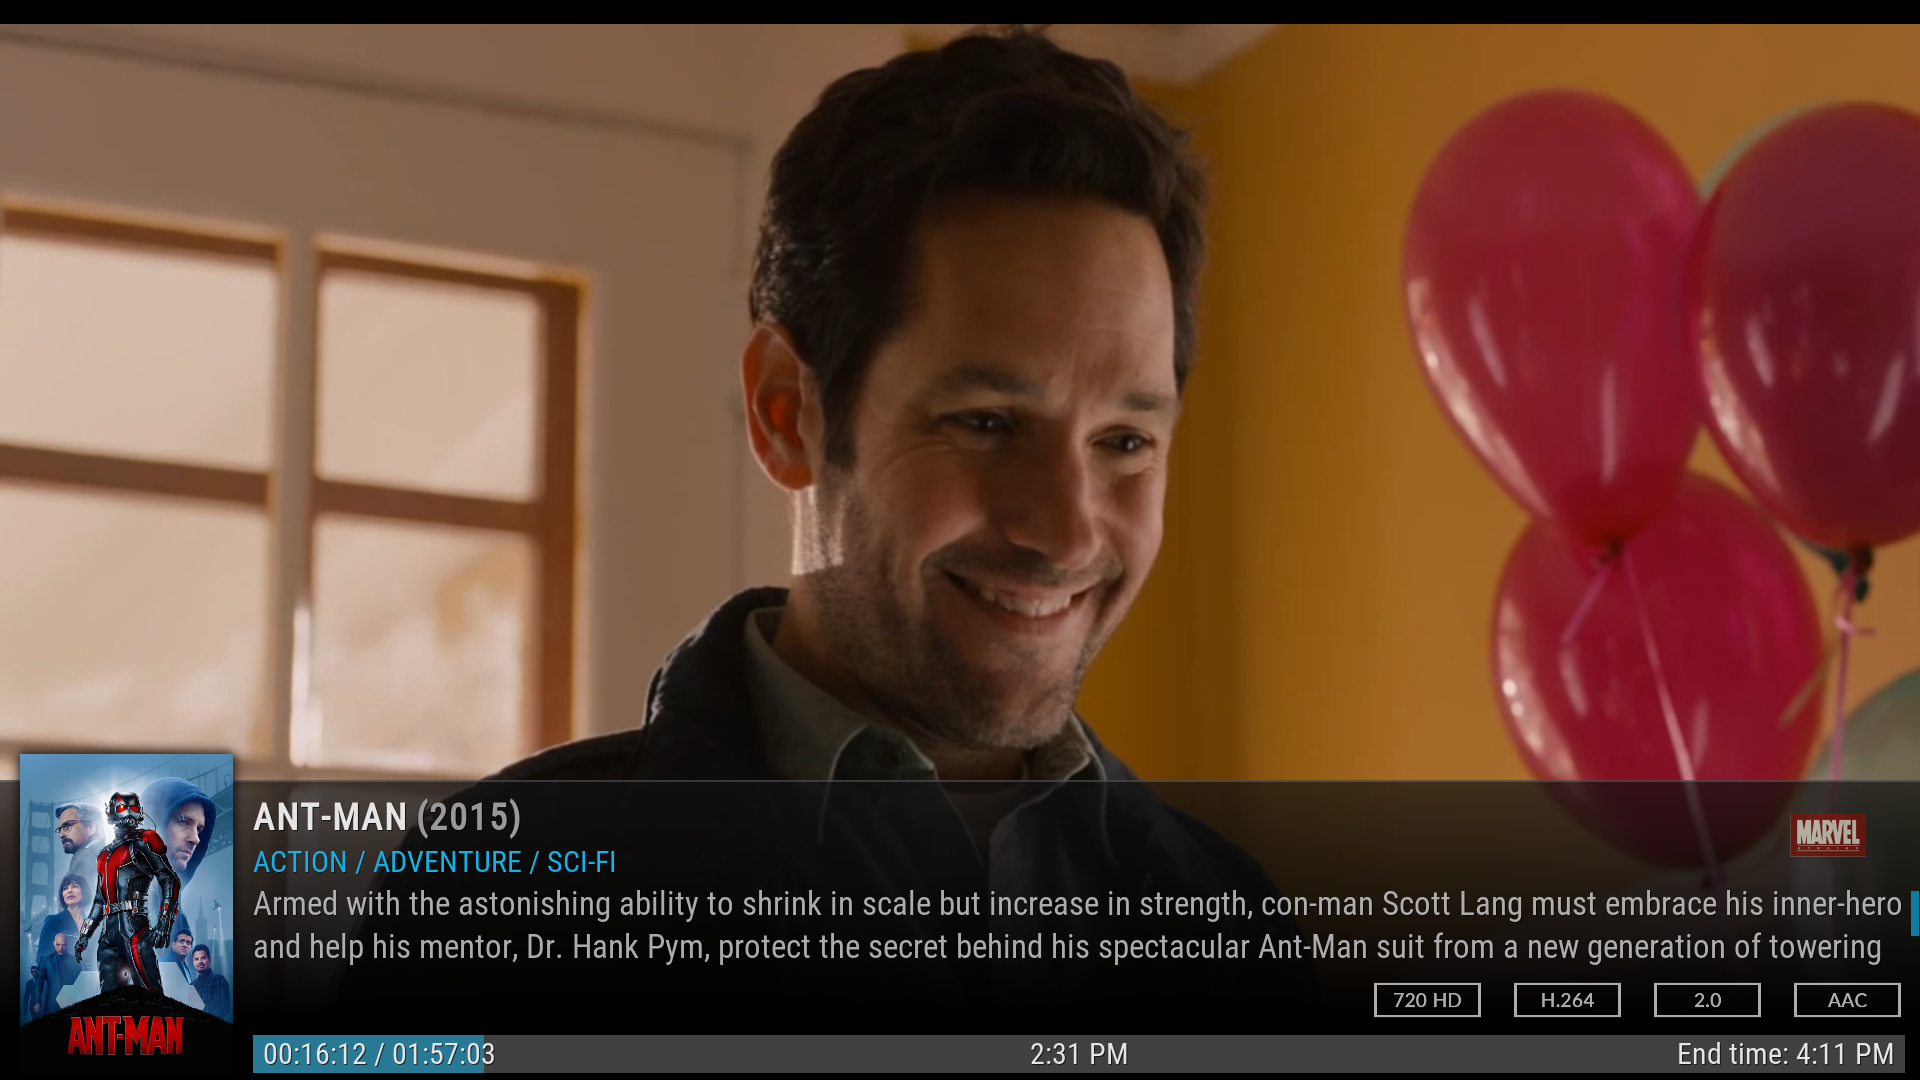 ANT-MAN (2015)
MARVEL
ACTION / ADVENTURE / SCI-FI
Armed with the astonishing ability to shrink in scale but increase in strength, con-man Scott Lang must embrace his inner-hero
and help his mentor, Dr. Hank Pym, protect the secret behind his spectacular Ant-Man suit from a new generation of towering
720 HD H.264 2.0 AAC
ANT-MAN
00:16:12 / 01:57:03 2:31 PM End time: 4:11 PM